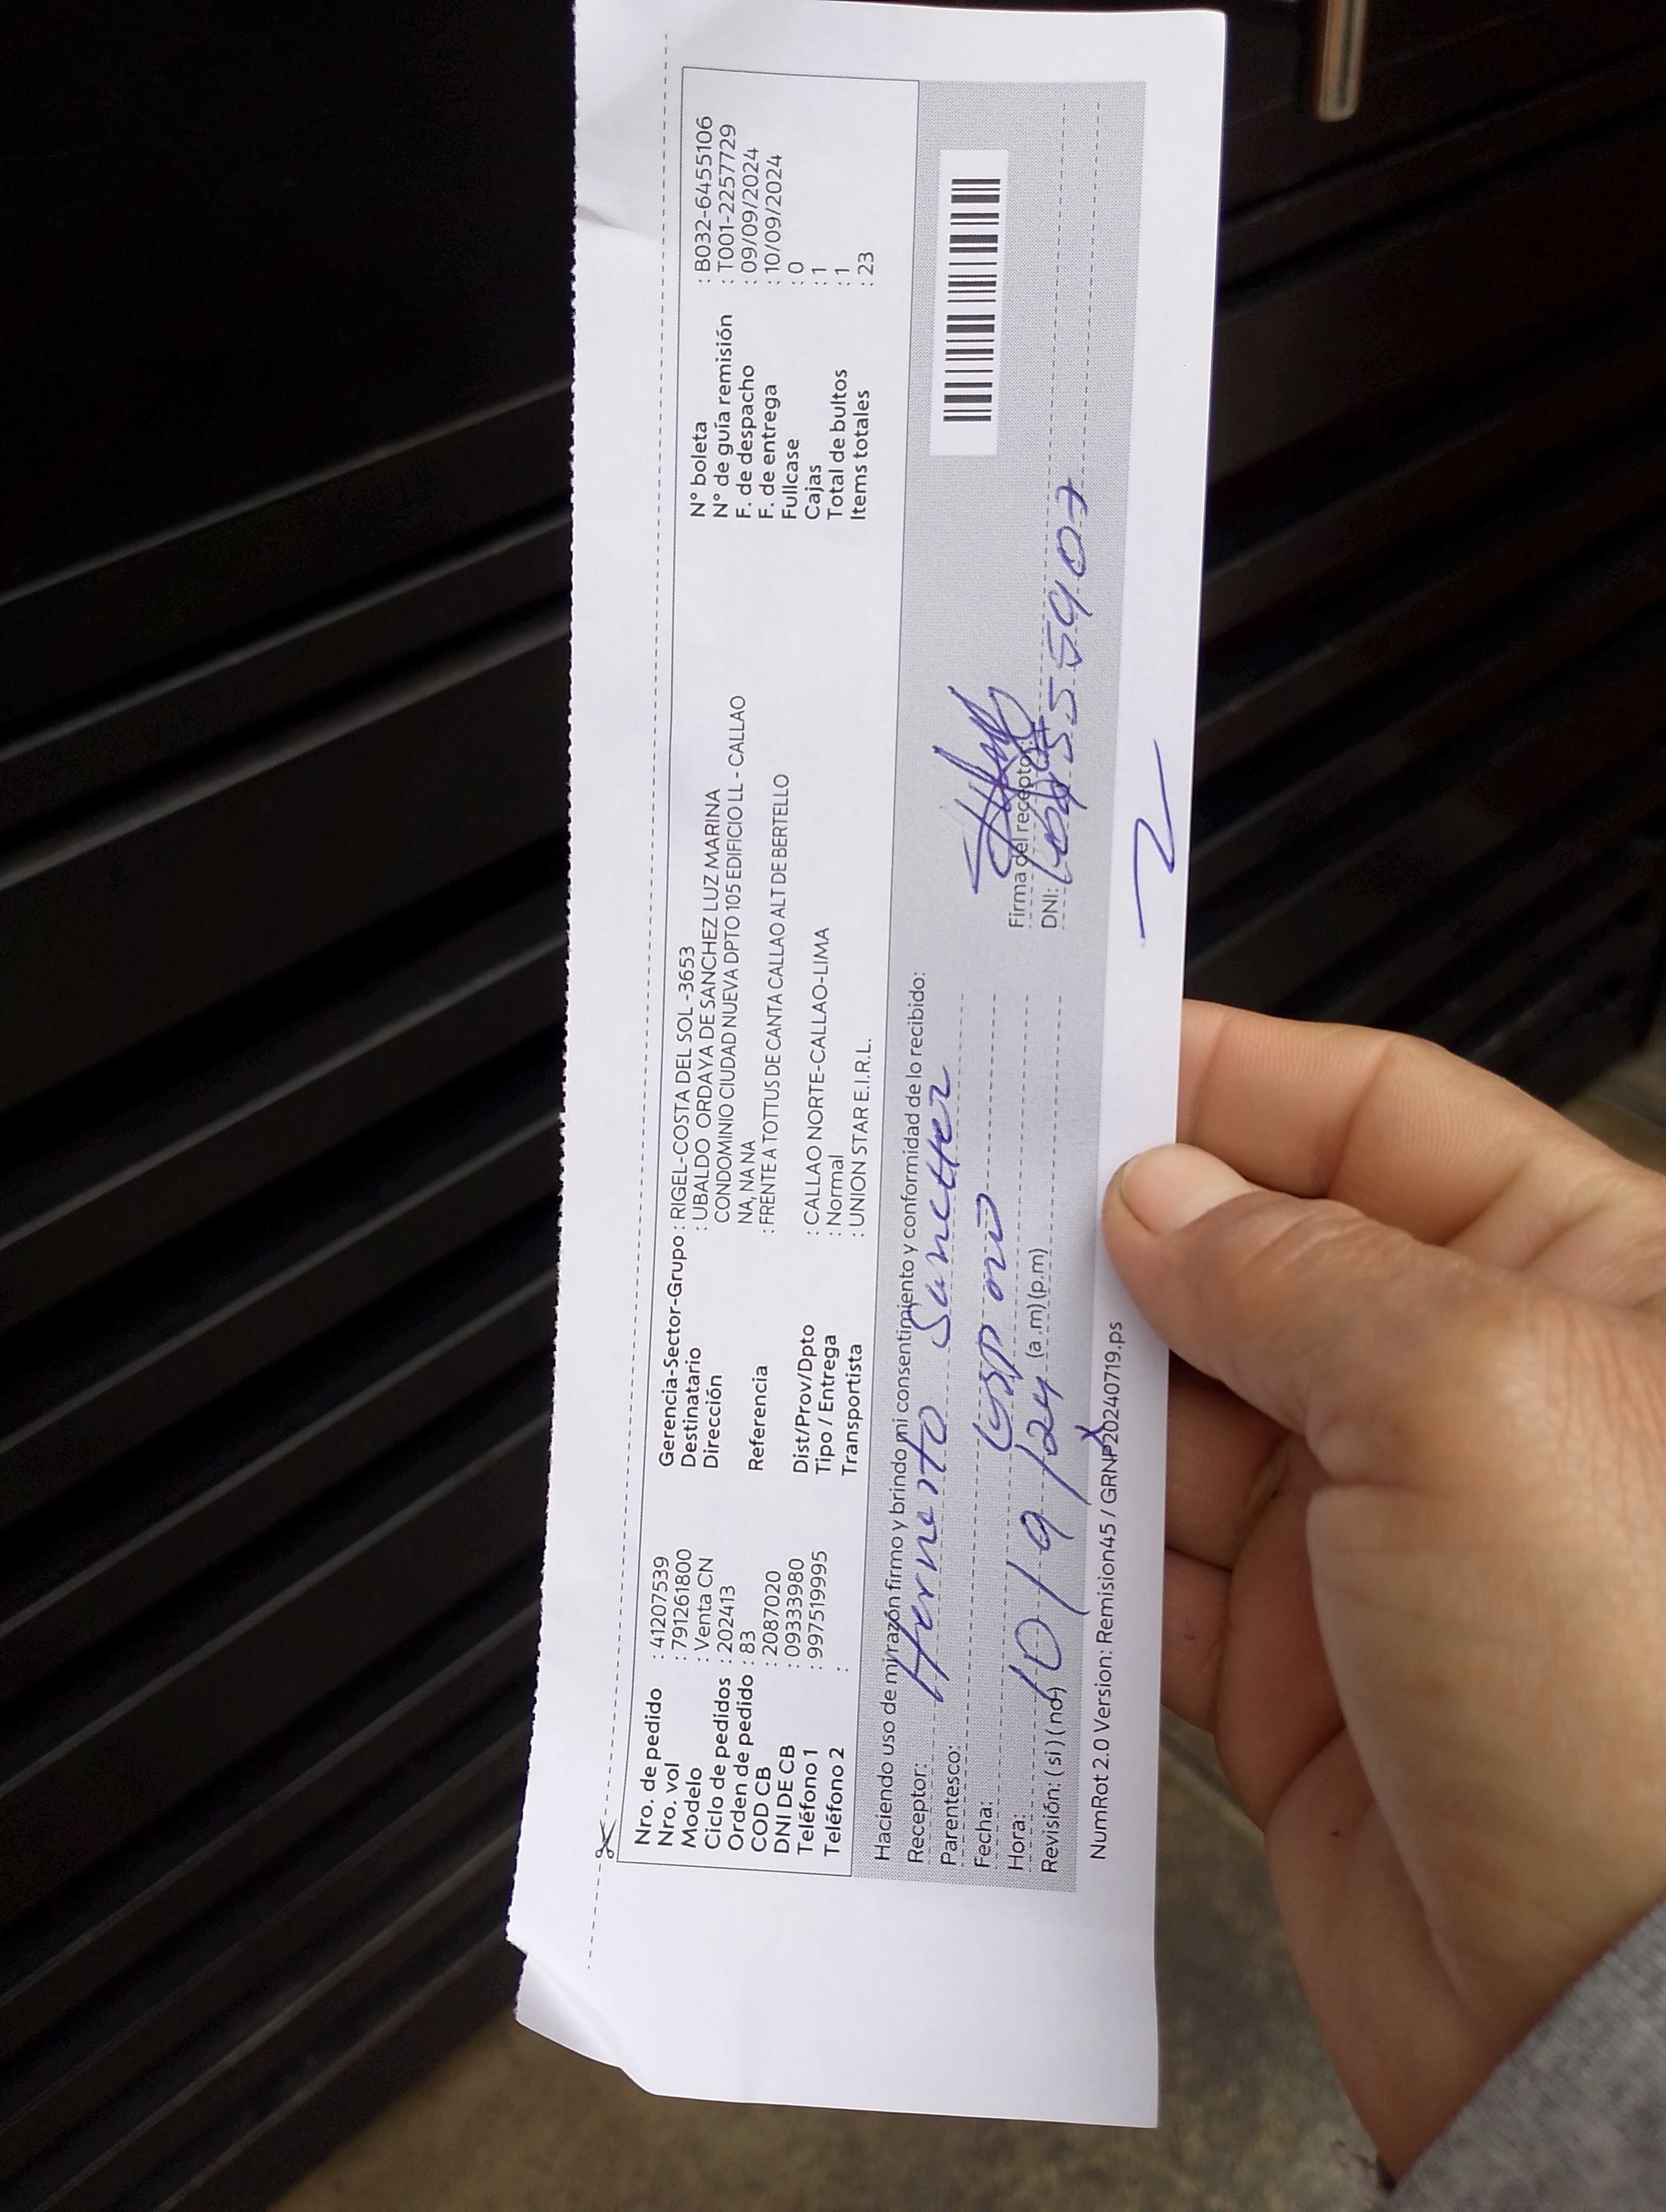 Nro. de pedido : 41207539
Nro. vol : 791261800
Modelo : Venta CN
Ciclo de pedidos : 202413
Orden de pedido : 83
COD CB : 2087020
DNI DE CB : 09333980
Teléfono 1 : 997519995
Teléfono 2 :
Gerencia-Sector-Grupo : RIGEL-COSTA DEL SOL -3653
Destinatario : UBALDO ORDAYA DE SANCHEZ LUZ MARINA
Dirección CONDOMINIO CIUDAD NUEVA DPTO 105 EDIFICIO LL - CALLAO
NA, NA NA
Referencia : FRENTE A TOTTUS DE CANTA CALLAO ALT DE BERTELLO
Dist/Prov/Dpto : CALLAO NORTE-CALLAO-LIMA
Tipo / Entrega : Normal
Transportista : UNION STAR E.I.R.L.
N° boleta : B032-6455106
N° de guía remisión : T001-2257729
F. de despacho : 09/09/2024
F. de entrega : 10/09/2024
Fullcase : 0
Cajas : 1
Total de bultos : 1
Items totales : 23
Haciendo uso de mi razón firmo y brindo mi consentimiento y conformidad de lo recibido:
Receptor: Sanchez
Parentesco:
Fecha:
Hora: 10/9/24 (a.m) (p.m)
Revisión: ( si ) ( no )
Firma del receptor:
DNI:
NumRot 2.0 Version: Remision45 / GRNP20240719.ps